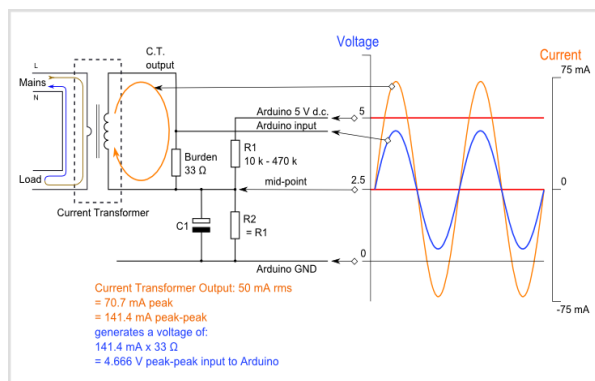 C.T.
output
Voltage
Current
L
Mains
N
Load
Current Transformer
75 mA
Arduino 5 V d.c.
5
Arduino input
Burden
33 Ω
R1
10 k - 470 k
mid-point
2.5
0
C1
R2
= R1
0
Arduino GND
-75 mA
Current Transformer Output: 50 mA rms
= 70.7 mA peak
= 141.4 mA peak-peak
generates a voltage of:
141.4 mA x 33 Ω
= 4.666 V peak-peak input to Arduino